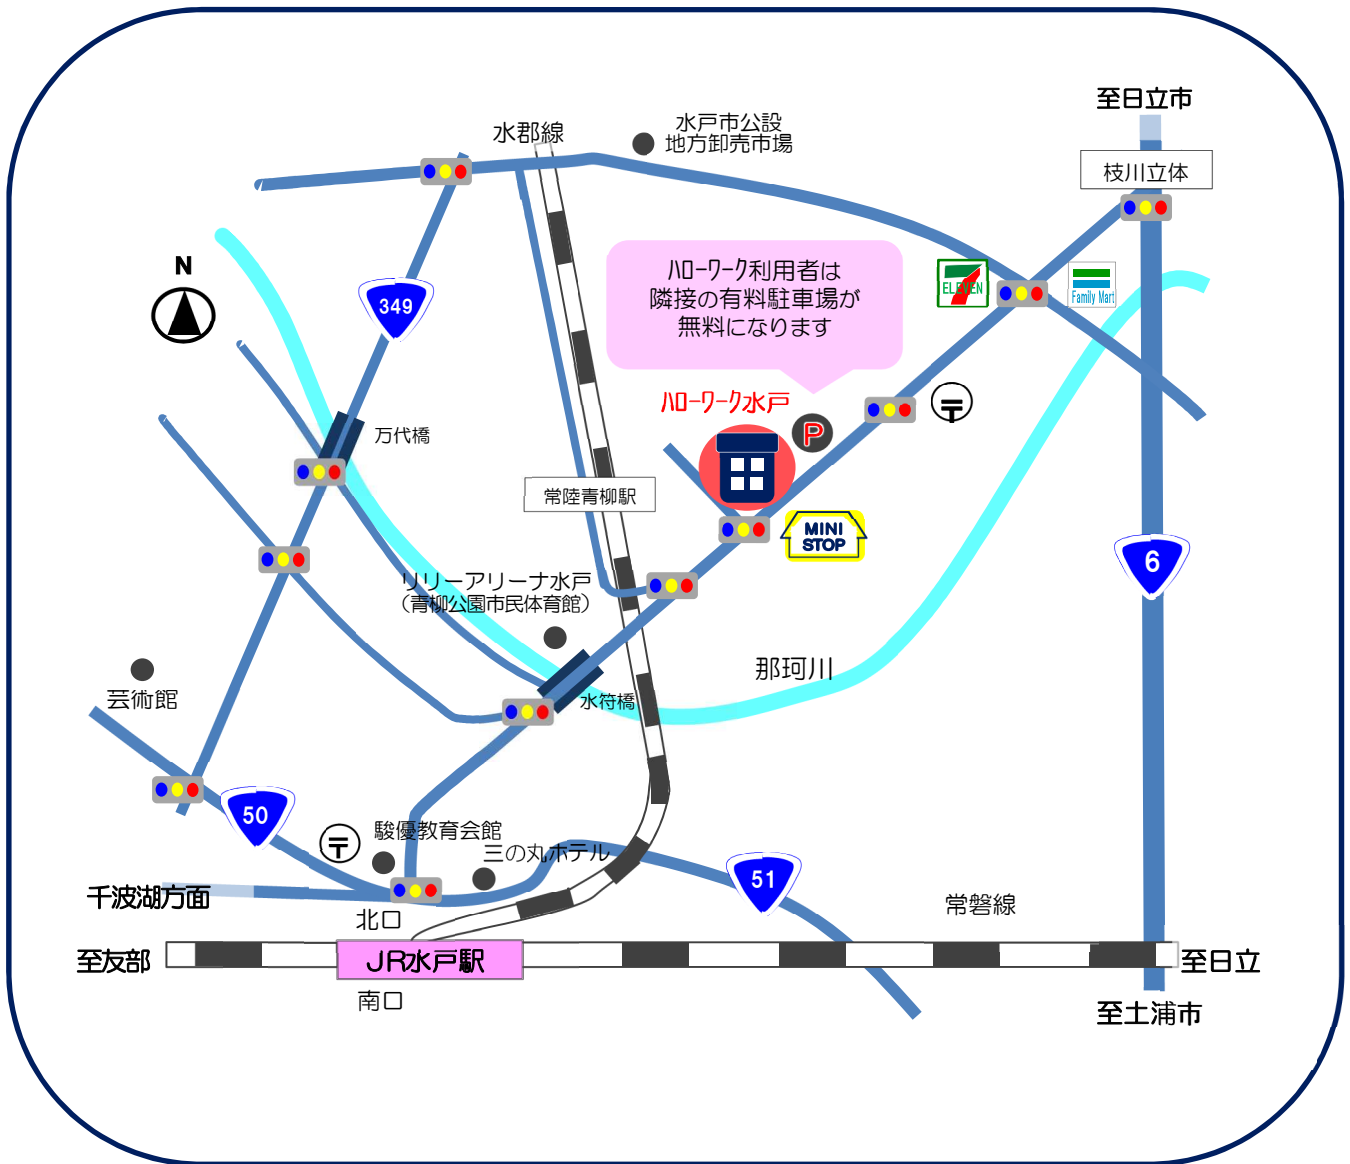 至日立市
水郡線
水戸市公設
地方卸売市場
枝川立体
N
ﾊﾛｰﾜｰｸ利用者は
隣接の有料駐車場が
無料になります
ELEVEN
Family Mart
349
ﾊﾛｰﾜｰｸ水戸
P
〒
万代橋
常陸青柳駅
MINI
STOP
6
リリーアリーナ水戸
（青柳公園市民体育館）
那珂川
芸術館
水符橋
50
〒
駿優教育会館
三の丸ホテル
51
千波湖方面
北口
常磐線
至友部
JR水戸駅
至日立
南口
至土浦市